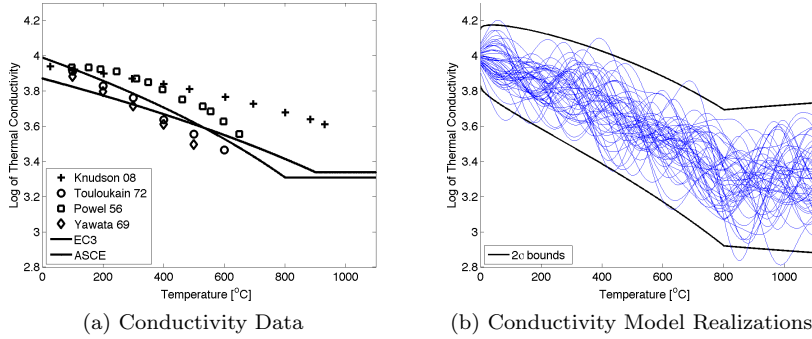 4.2
4
3.8
3.6
3.4
3.2
3
2.8
Log of Thermal Conductivity
Knudson 08
Touloukain 72
Powel 56
Yawata 69
EC3
ASCE
0 200 400 600 800 1000
Temperature [°C]
(a) Conductivity Data
4.2
4
3.8
3.6
3.4
3.2
3
2.8
Log of Thermal Conductivity
2σ bounds
0 200 400 600 800 1000
Temperature [°C]
(b) Conductivity Model Realizations